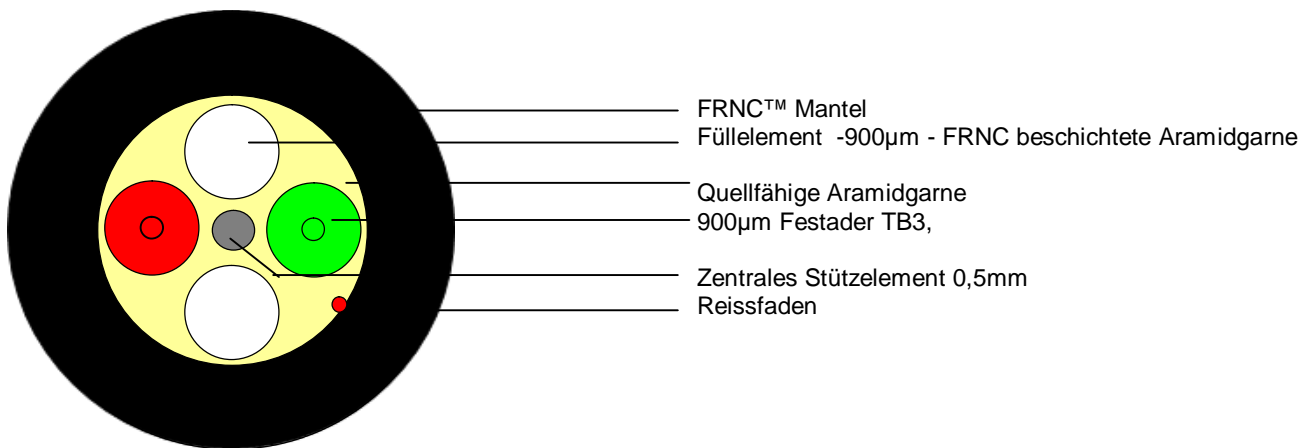 FRNC™ Mantel
Füllelement -900µm - FRNC beschichtete Aramidgarne
Quellfähige Aramidgarne
900µm Festader TB3,
Zentrales Stützelement 0,5mm
Reissfaden